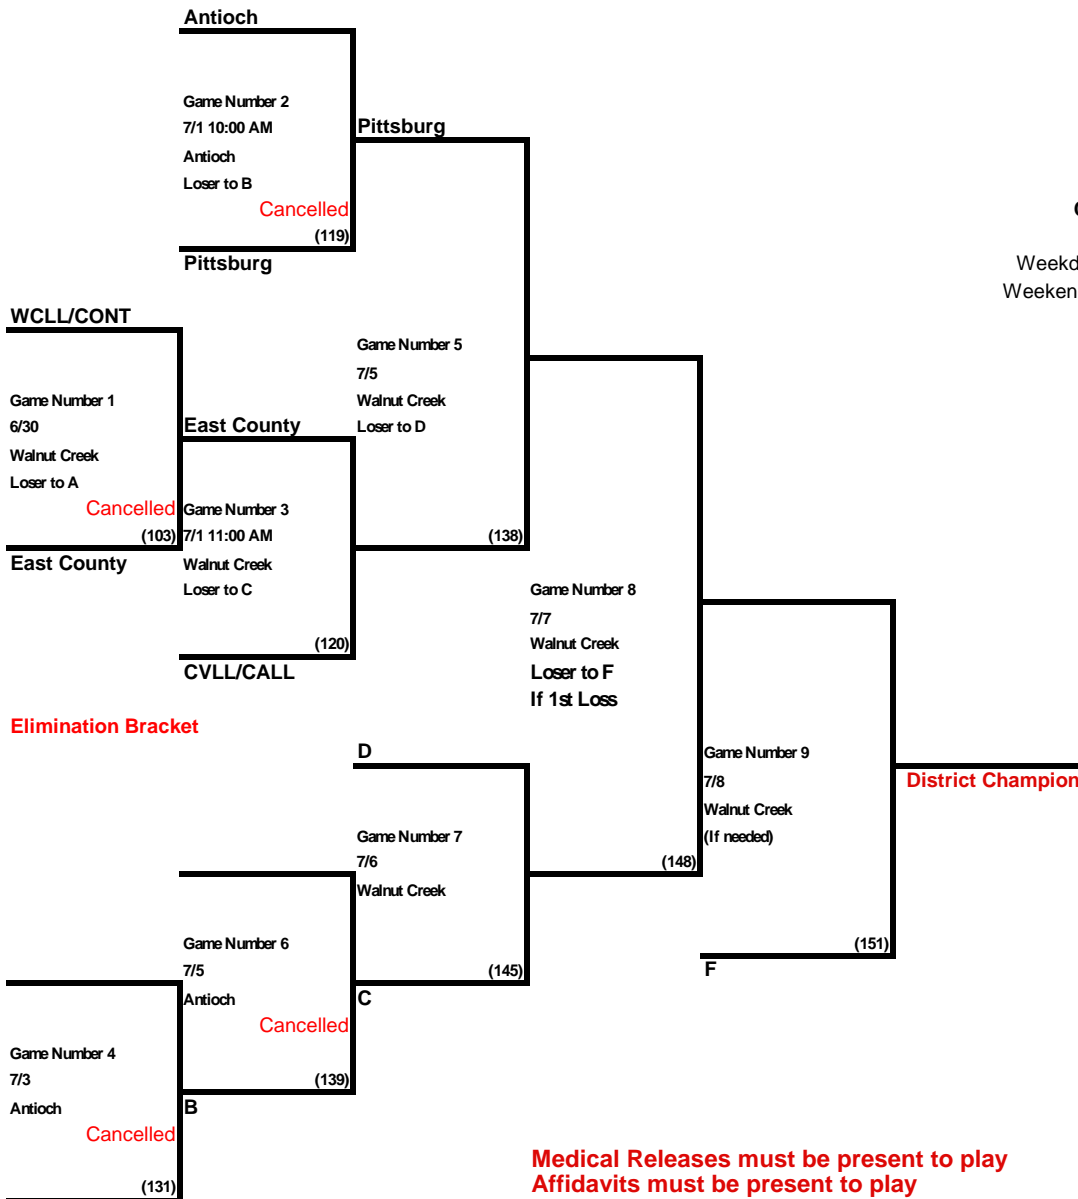 Antioch
Game Number 2
7/1 10:00 AM
Antioch
Loser to B
Cancelled
(119)
Pittsburg
Pittsburg
Weekd
Weeken
WCLL/CONT
Game Number 1
6/30
Walnut Creek
Loser to A
Cancelled
(103)
East County
East County
Game Number 5
7/5
Walnut Creek
Loser to D
(138)
Game Number 3
7/1 11:00 AM
Walnut Creek
Loser to C
(120)
CVLL/CALL
Game Number 8
7/7
Walnut Creek
Loser to F
If 1st Loss
(148)
Elimination Bracket
D
Game Number 7
7/6
Walnut Creek
(145)
C
Game Number 9
7/8
Walnut Creek
(If needed)
(151)
F
District Champion
Game Number 6
7/5
Antioch
Cancelled
(139)
B
Game Number 4
7/3
Antioch
Cancelled
(131)
Medical Releases must be present to play
Affidavits must be present to play